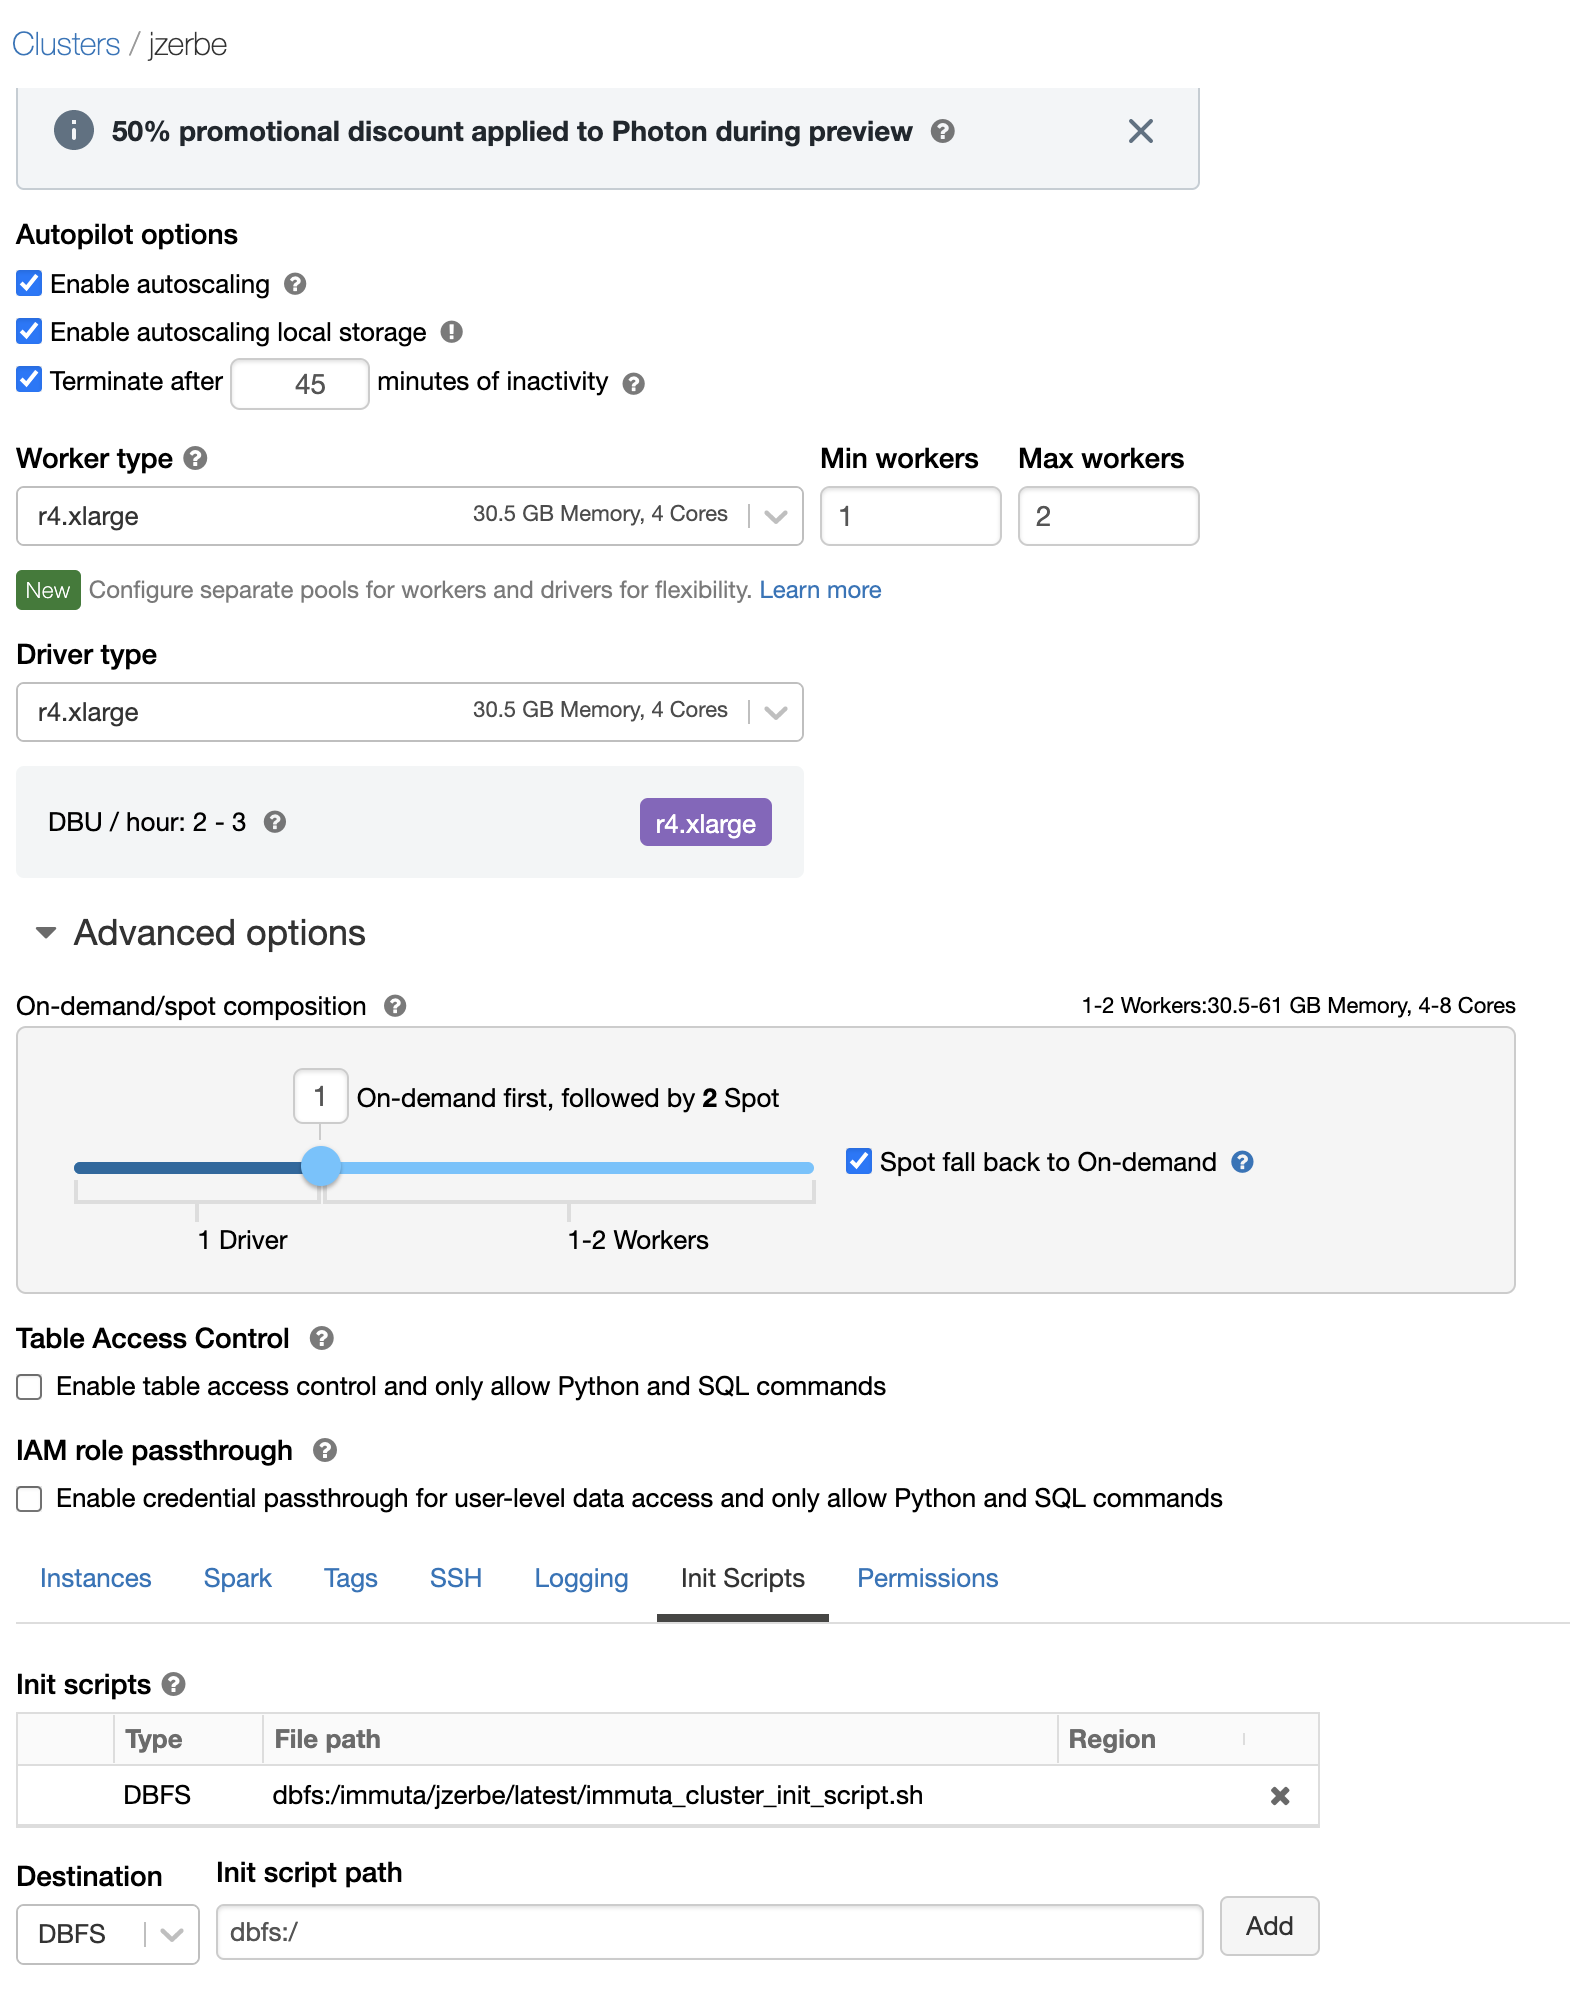 Clusters / jzerbe
50% promotional discount applied to Photon during preview
Autopilot options
Enable autoscaling
Enable autoscaling local storage
Terminate after 45 minutes of inactivity
Worker type Min workers Max workers
r4.xlarge 30.5 GB Memory, 4 Cores 1 2
New Configure separate pools for workers and drivers for flexibility. Learn more
Driver type
r4.xlarge 30.5 GB Memory, 4 Cores
DBU / hour: 2 - 3 r4.xlarge
Advanced options
On-demand/spot composition 1-2 Workers:30.5-61 GB Memory, 4-8 Cores
1 On-demand first, followed by 2 Spot
Spot fall back to On-demand
1 Driver 1-2 Workers
Table Access Control
Enable table access control and only allow Python and SQL commands
IAM role passthrough
Enable credential passthrough for user-level data access and only allow Python and SQL commands
Instances Spark Tags SSH Logging Init Scripts Permissions
Init scripts
Type File path Region
DBFS dbfs:/immuta/jzerbe/latest/immuta_cluster_init_script.sh
Destination Init script path
DBFS dbfs:/ Add